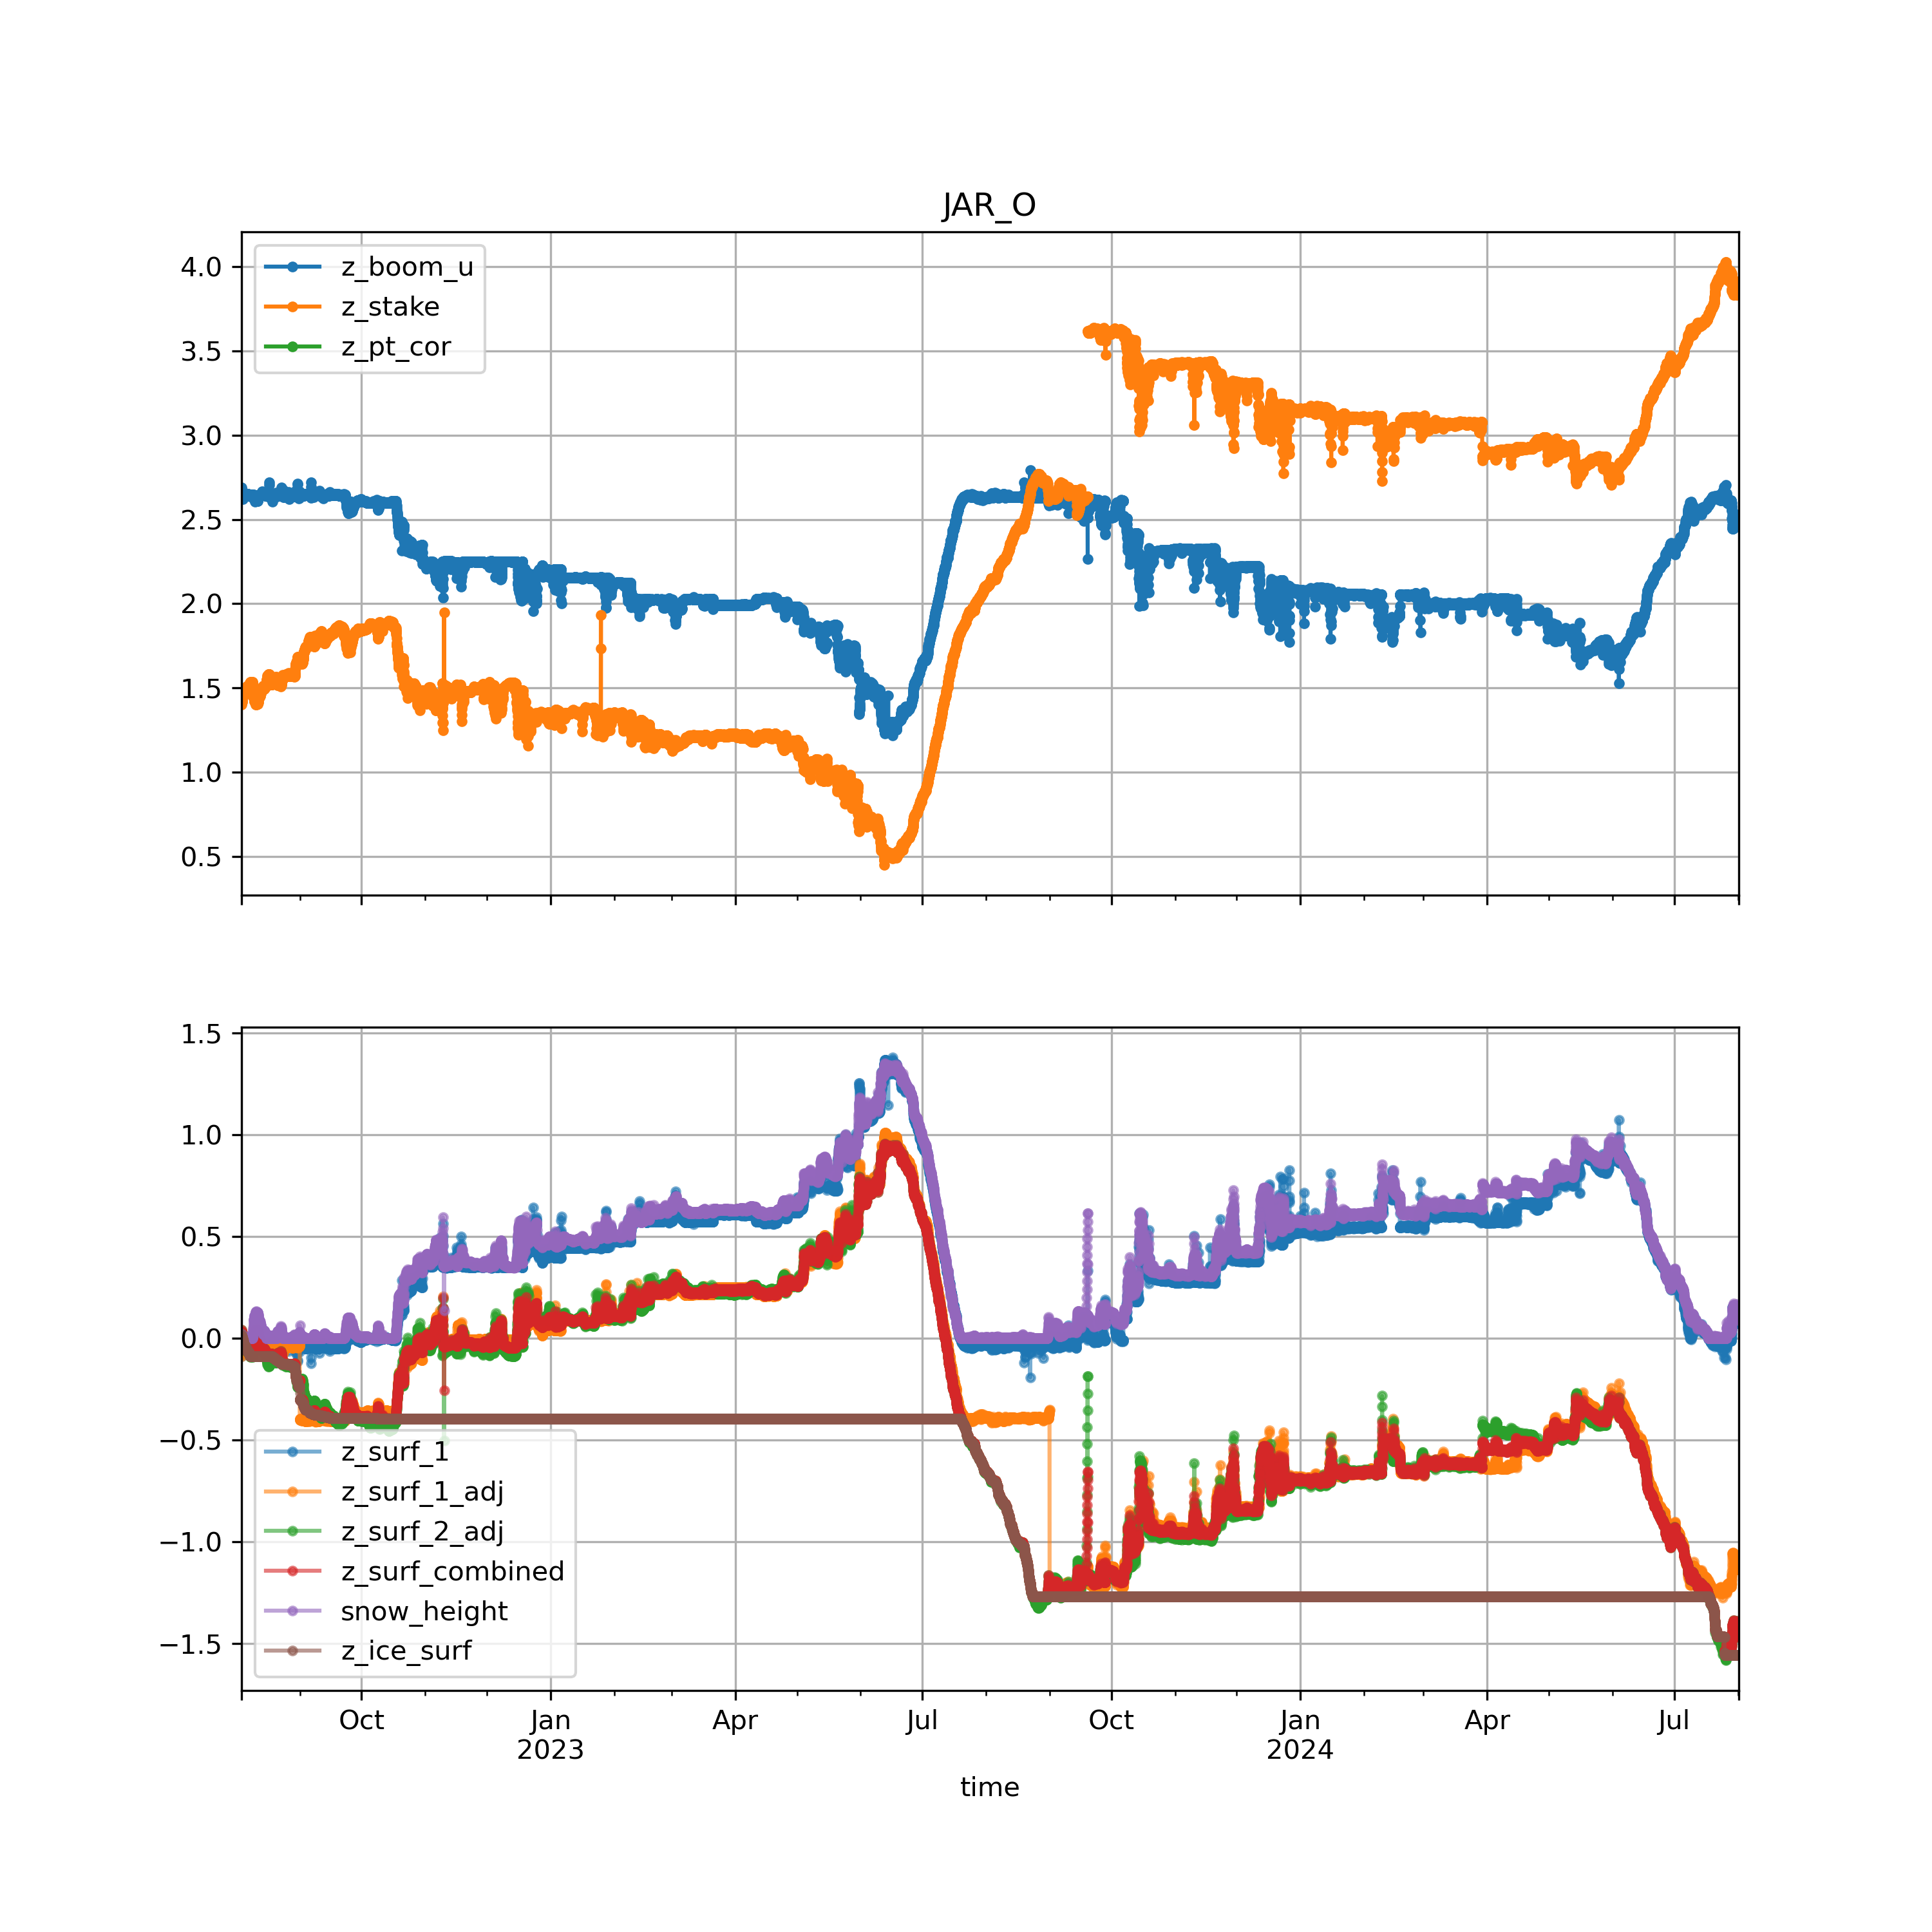 JAR_O
4.0
3.5
3.0
2.5
2.0
1.5
1.0
0.5
z_boom_u
z_stake
z_pt_cor
1.5
1.0
0.5
0.0
−0.5
−1.0
−1.5
z_surf_1
z_surf_1_adj
z_surf_2_adj
z_surf_combined
snow_height
z_ice_surf
Oct Jan Apr Jul Oct Jan Apr Jul
2023 2024
time